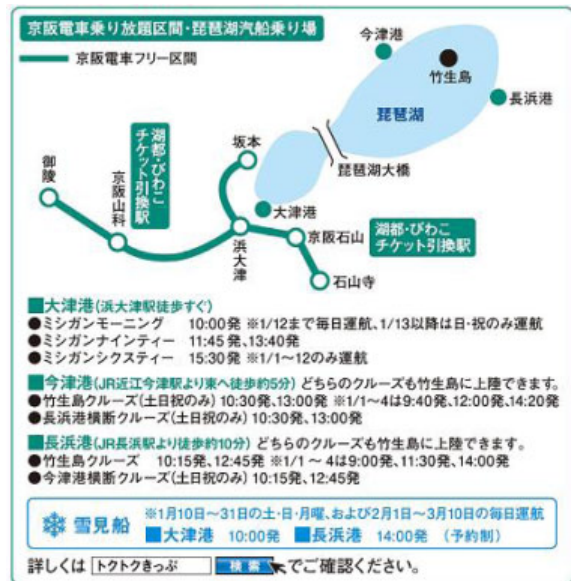 京阪電車乗り放題区間・琵琶湖汽船乗り場
京阪電車フリー区間
今津港
竹生島
長浜港
琵琶湖
琵琶湖大橋
坂本
湖都・びわこ
チケット引換駅
御陵
京阪山科
浜大津
大津港
京阪石山
湖都・びわこ
チケット引換駅
石山寺
■大津港(浜大津駅徒歩すぐ)
●ミシガンモーニング 10:00発 ※1/12まで毎日運航、1/13以降は日・祝のみ運航
●ミシガンナインティー 11:45発、13:40発
●ミシガンシクスティー 15:30発 ※1/1〜12のみ運航
■今津港(JR近江今津駅より東へ徒歩約5分) どちらのクルーズも竹生島に上陸できます。
●竹生島クルーズ(土日祝のみ) 10:30発、13:00発 ※1/1〜4は9:40発、12:00発、14:20発
●長浜港横断クルーズ(土日祝のみ) 10:30発、13:00発
■長浜港(JR長浜駅より徒歩約10分) どちらのクルーズも竹生島に上陸できます。
●竹生島クルーズ 10:15発、12:45発 ※1/1 〜 4は9:00発、11:30発、14:00発
●今津港横断クルーズ(土日祝のみ) 10:15発、12:45発
雪見船
※1月10日〜31日の土・日・月曜、および2月1日〜3月10日の毎日運航
■大津港 10:00発 ■長浜港 14:00発 (予約制)
詳しくは トクトクきっぷ 検索 でご確認ください。